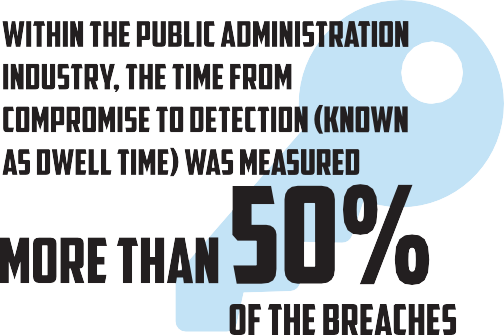 WITHIN THE PUBLIC ADMINISTRATION
INDUSTRY, THE TIME FROM
COMPROMISE TO DETECTION (KNOWN
AS DWELL TIME) WAS MEASURED
MORE THAN 50%
OF THE BREACHES